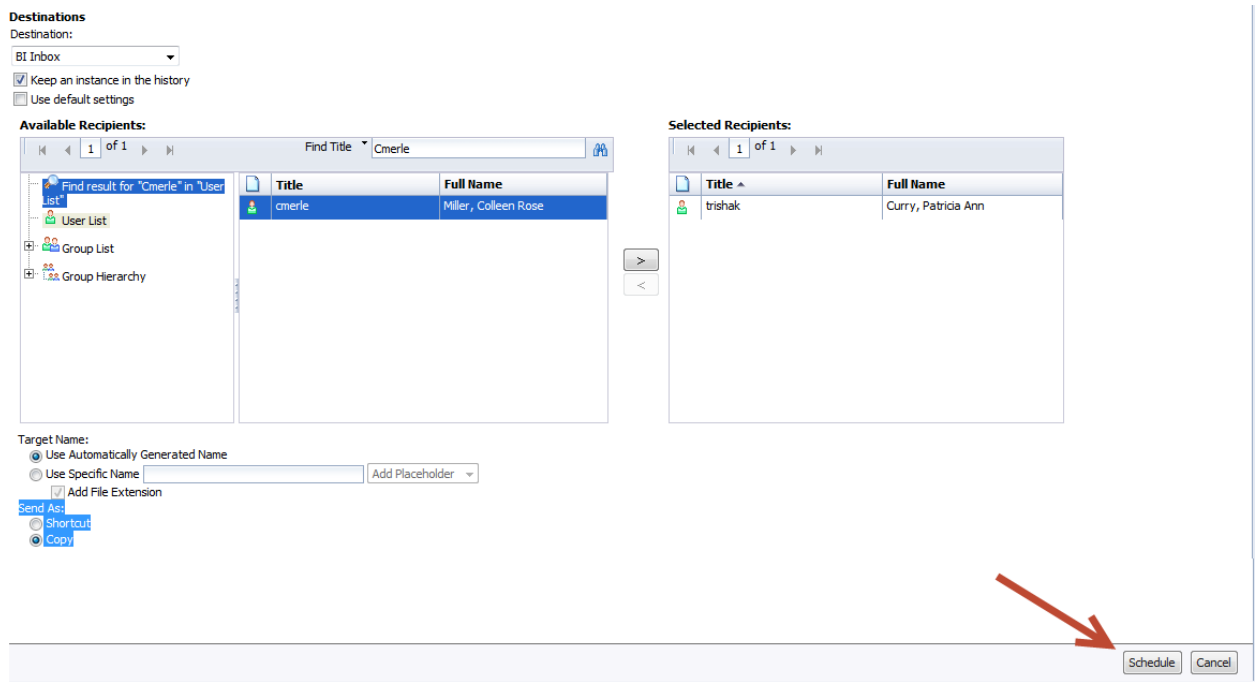 Destinations
Destination:
BI Inbox
Keep an instance in the history
Use default settings
Available Recipients:
1 of 1
Find Title Cmerle
Find result for "Cmerle" in "User
List"
User List
Group List
Group Hierarchy
Title Full Name
cmerle Miller, Colleen Rose
>
<
Selected Recipients:
1 of 1
Title Full Name
trishak Curry, Patricia Ann
Target Name:
Use Automatically Generated Name
Use Specific Name Add Placeholder
Add File Extension
Send As:
Shortcut
Copy
Schedule Cancel